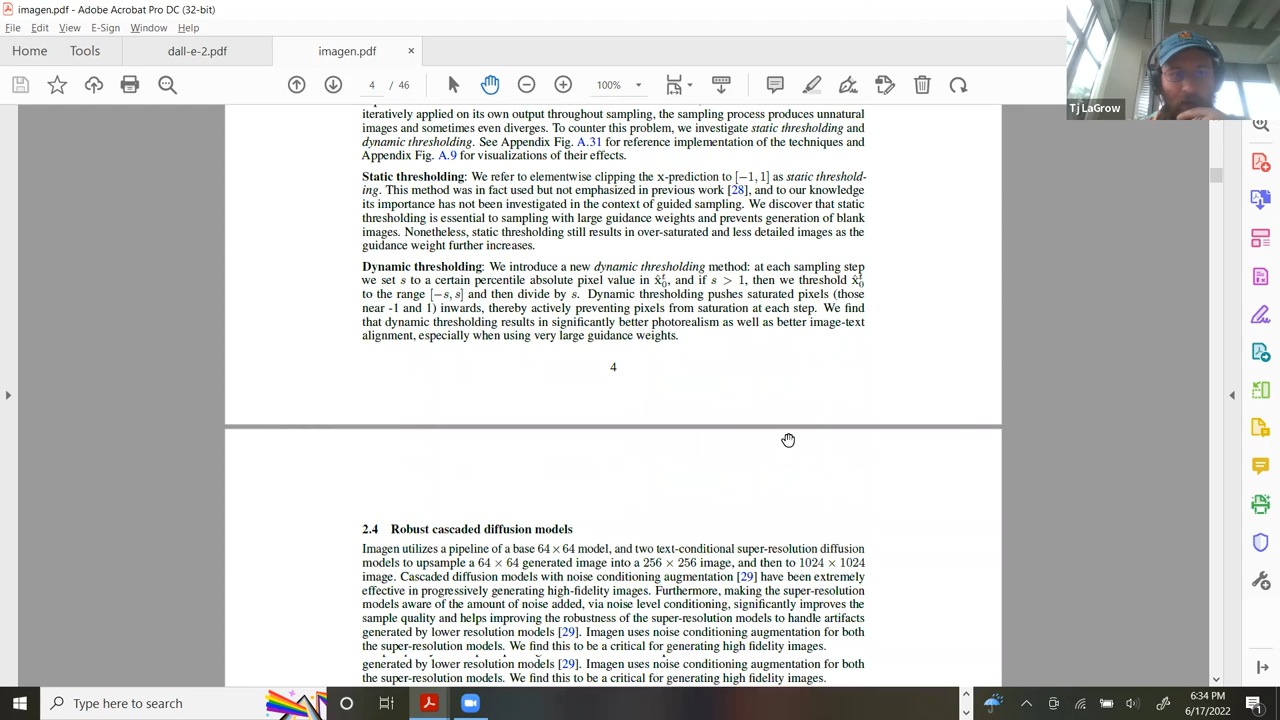 imagen.pdf - Adobe Acrobat Pro DC (32-bit)
File Edit View E-Sign Window Help
Home Tools dall-e-2.pdf imagen.pdf ×
4 / 46 100%
Tj LaGrow
iteratively applied on its own output throughout sampling, the sampling process produces unnatural
images and sometimes even diverges. To counter this problem, we investigate static thresholding and
dynamic thresholding. See Appendix Fig. A.31 for reference implementation of the techniques and
Appendix Fig. A.9 for visualizations of their effects.
Static thresholding: We refer to elementwise clipping the x-prediction to [−1, 1] as static threshold-
ing. This method was in fact used but not emphasized in previous work [28], and to our knowledge
its importance has not been investigated in the context of guided sampling. We discover that static
thresholding is essential to sampling with large guidance weights and prevents generation of blank
images. Nonetheless, static thresholding still results in over-saturated and less detailed images as the
guidance weight further increases.
Dynamic thresholding: We introduce a new dynamic thresholding method: at each sampling step
we set s to a certain percentile absolute pixel value in x̂₀ᵗ, and if s > 1, then we threshold x̂₀ᵗ
to the range [−s, s] and then divide by s. Dynamic thresholding pushes saturated pixels (those
near -1 and 1) inwards, thereby actively preventing pixels from saturation at each step. We find
that dynamic thresholding results in significantly better photorealism as well as better image-text
alignment, especially when using very large guidance weights.
4
2.4 Robust cascaded diffusion models
Imagen utilizes a pipeline of a base 64×64 model, and two text-conditional super-resolution diffusion
models to upsample a 64 × 64 generated image into a 256 × 256 image, and then to 1024 × 1024
image. Cascaded diffusion models with noise conditioning augmentation [29] have been extremely
effective in progressively generating high-fidelity images. Furthermore, making the super-resolution
models aware of the amount of noise added, via noise level conditioning, significantly improves the
sample quality and helps improving the robustness of the super-resolution models to handle artifacts
generated by lower resolution models [29]. Imagen uses noise conditioning augmentation for both
the super-resolution models. We find this to be a critical for generating high fidelity images.
generated by lower resolution models [29]. Imagen uses noise conditioning augmentation for both
the super-resolution models. We find this to be a critical for generating high fidelity images.
Type here to search
6:34 PM
6/17/2022
1